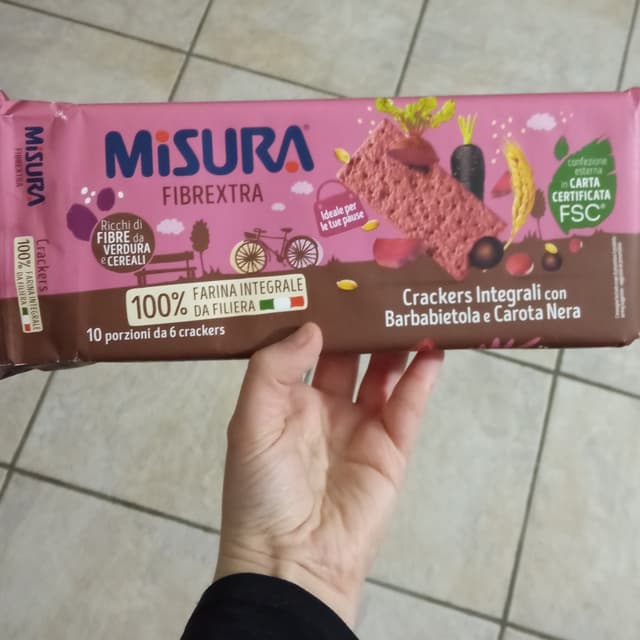 MiSURA
FIBREXTRA
Crackers
100% FARINA INTEGRALE
DA FILIERA
MiSURA®
FIBREXTRA
Ricchi di
FIBRE da
VERDURA
e CEREALI
Ideale per
le tue pause
100% FARINA INTEGRALE
DA FILIERA
10 porzioni da 6 crackers
confezione
esterna
in CARTA
CERTIFICATA
FSC®
Crackers Integrali con
Barbabietola e Carota Nera